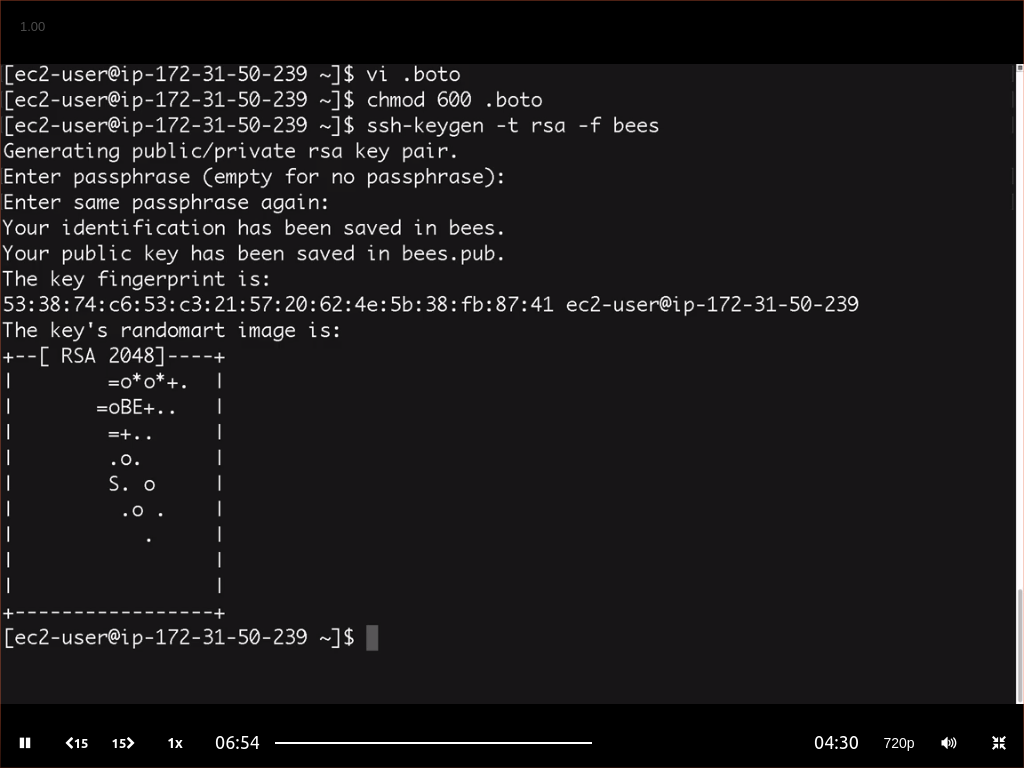 1.00
[ec2-user@ip-172-31-50-239 ~]$ vi .boto
[ec2-user@ip-172-31-50-239 ~]$ chmod 600 .boto
[ec2-user@ip-172-31-50-239 ~]$ ssh-keygen -t rsa -f bees
Generating public/private rsa key pair.
Enter passphrase (empty for no passphrase):
Enter same passphrase again:
Your identification has been saved in bees.
Your public key has been saved in bees.pub.
The key fingerprint is:
53:38:74:c6:53:c3:21:57:20:62:4e:5b:38:fb:87:41 ec2-user@ip-172-31-50-239
The key's randomart image is:
+--[ RSA 2048]----+
|        =o*o*+.  |
|       =oBE+..   |
|        =+..     |
|        .o.      |
|        S. o     |
|         .o .    |
|           .     |
|                 |
|                 |
+-----------------+
[ec2-user@ip-172-31-50-239 ~]$
15 15 1x 06:54 04:30 720p